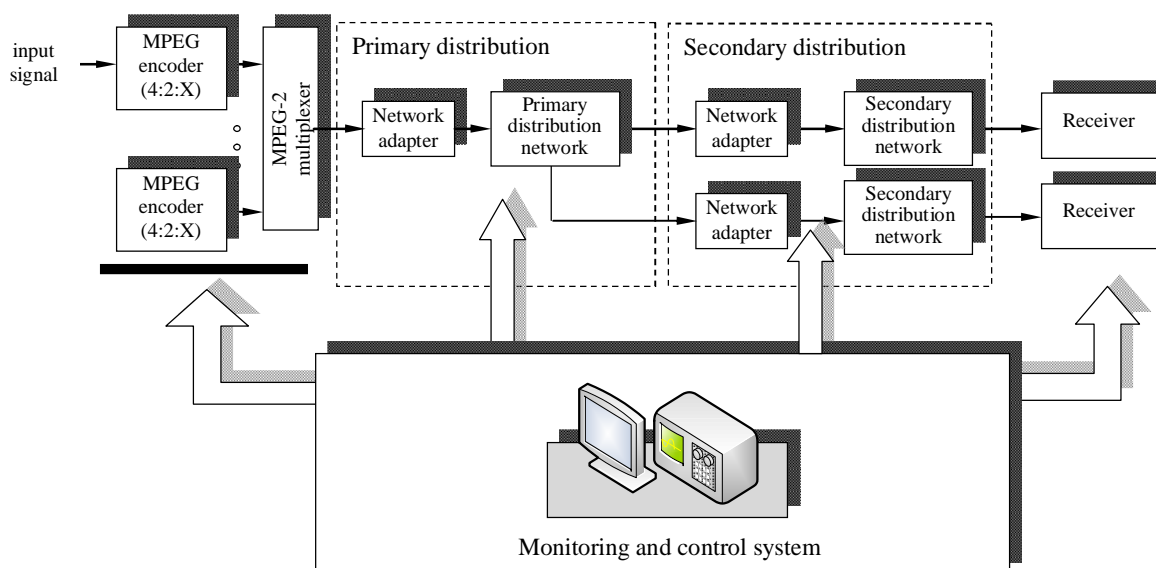 input
signal
MPEG
encoder
(4:2:X)
MPEG
encoder
(4:2:X)
MPEG-2
multiplexer
Primary distribution
Network
adapter
Primary
distribution
network
Secondary distribution
Network
adapter
Secondary
distribution
network
Receiver
Network
adapter
Secondary
distribution
network
Receiver
Monitoring and control system